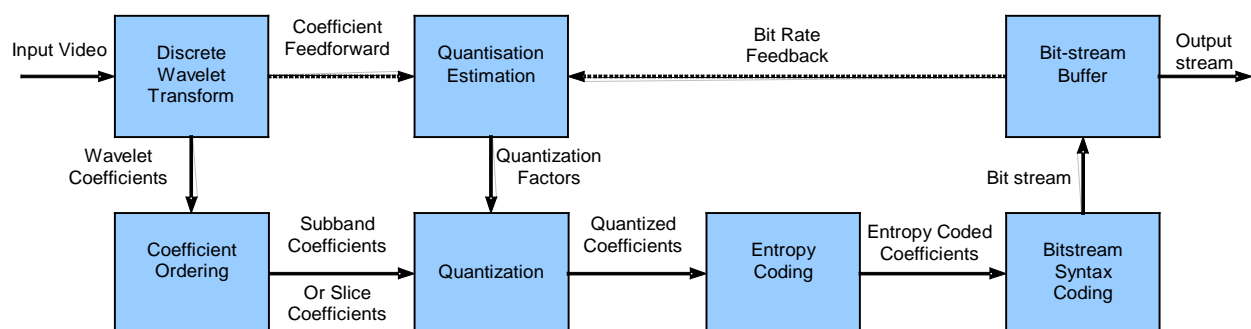 Input Video
Discrete
Wavelet
Transform
Coefficient
Feedforward
Quantisation
Estimation
Bit Rate
Feedback
Bit-stream
Buffer
Output
stream
Wavelet
Coefficients
Quantization
Factors
Bit stream
Coefficient
Ordering
Subband
Coefficients
Or Slice
Coefficients
Quantization
Quantized
Coefficients
Entropy
Coding
Entropy Coded
Coefficients
Bitstream
Syntax
Coding